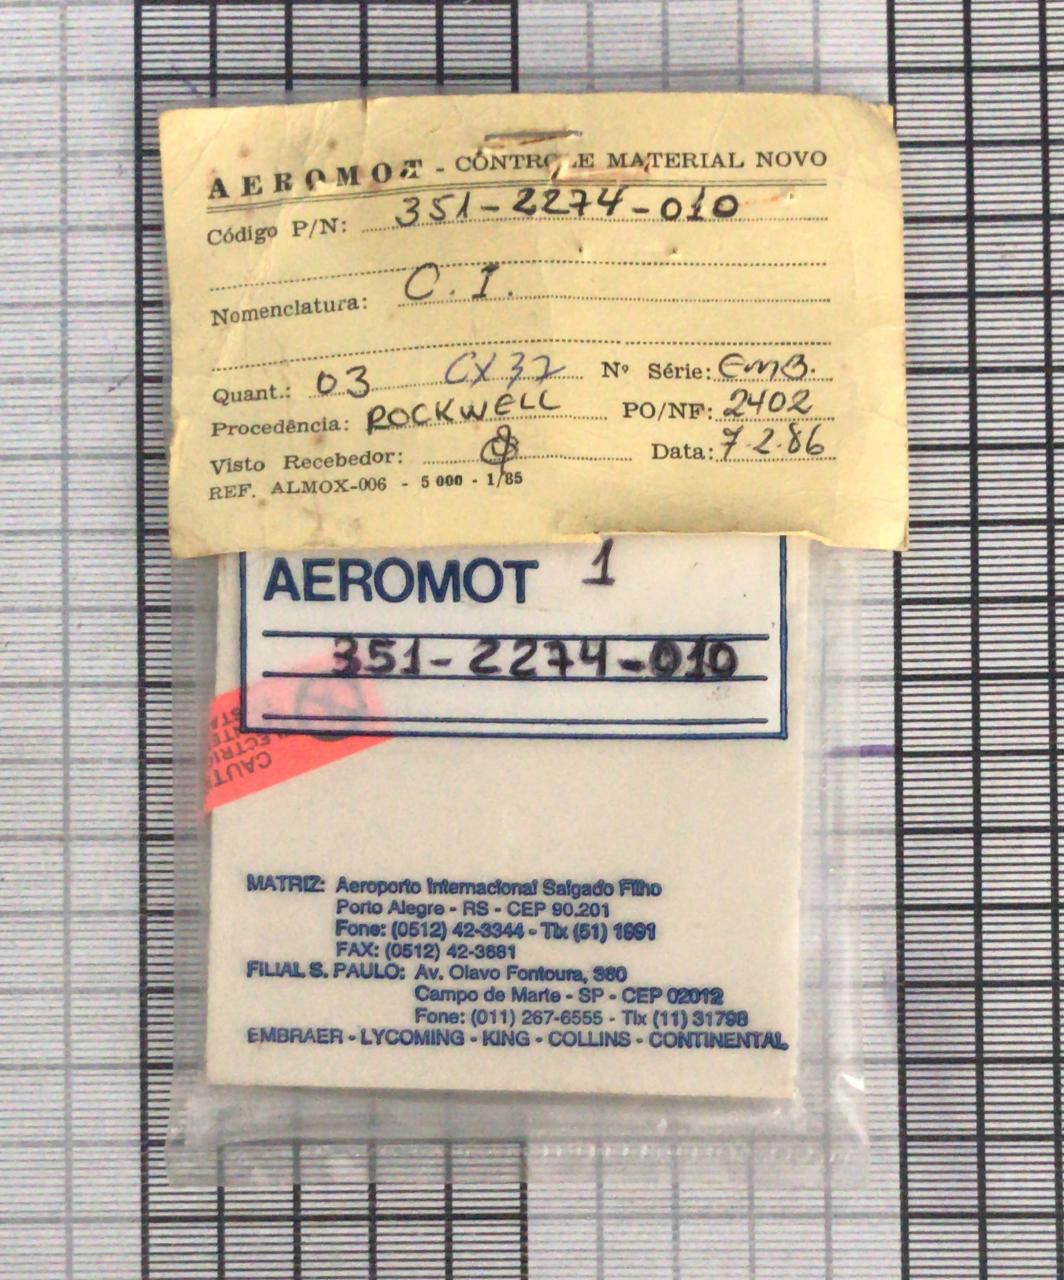 AEROMOT - CONTROLE MATERIAL NOVO
Código P/N: 351-2274-010
Nomenclatura: C.I.
Quant.: 03 CX 37 Nº Série: EMB.
Procedência: ROCKWELL PO/NF: 2402
Visto Recebedor: Data: 7-2-86
REF. ALMOX-006 - 5 000 - 1/85
AEROMOT 1
351-2274-010
MATRIZ: Aeroporto Internacional Salgado Filho
Porto Alegre - RS - CEP 90.201
Fone: (0512) 42-3344 - Tlx (51) 1991
FAX: (0512) 42-3681
FILIAL S. PAULO: Av. Olavo Fontoura, 380
Campo de Marte - SP - CEP 02012
Fone: (011) 267-6555 - Tlx (11) 31798
EMBRAER - LYCOMING - KING - COLLINS - CONTINENTAL